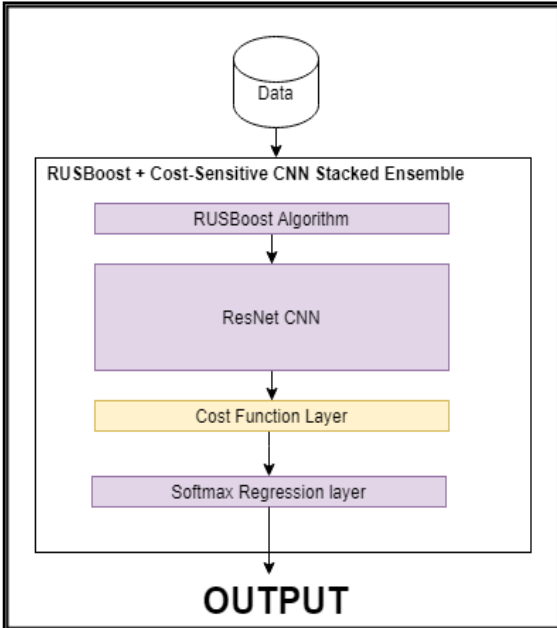 Data
RUSBoost + Cost-Sensitive CNN Stacked Ensemble
RUSBoost Algorithm
ResNet CNN
Cost Function Layer
Softmax Regression layer
OUTPUT